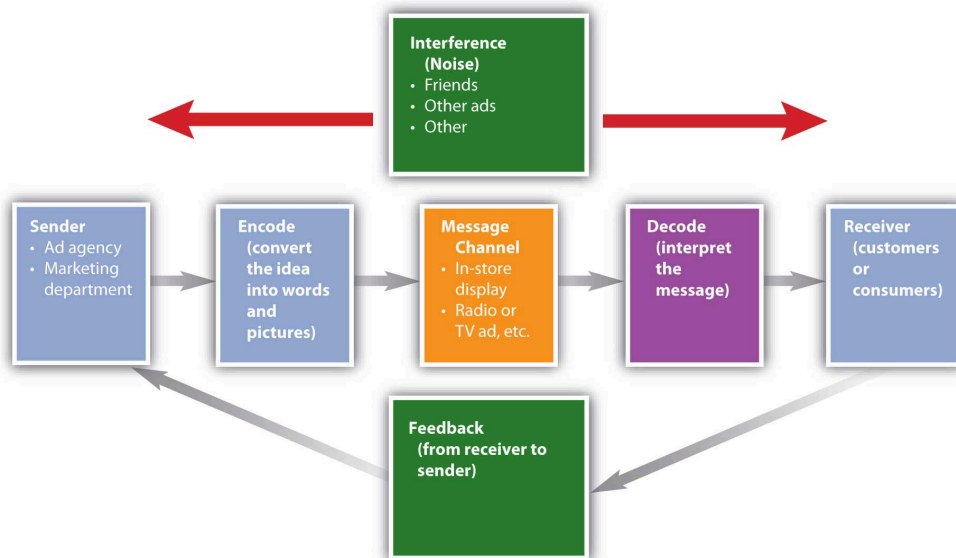 Interference
(Noise)
• Friends
• Other ads
• Other
Sender
• Ad agency
• Marketing
department
Encode
(convert
the idea
into words
and
pictures)
Message
Channel
• In-store
display
• Radio or
TV ad, etc.
Decode
(interpret
the
message)
Receiver
(customers
or
consumers)
Feedback
(from receiver to
sender)